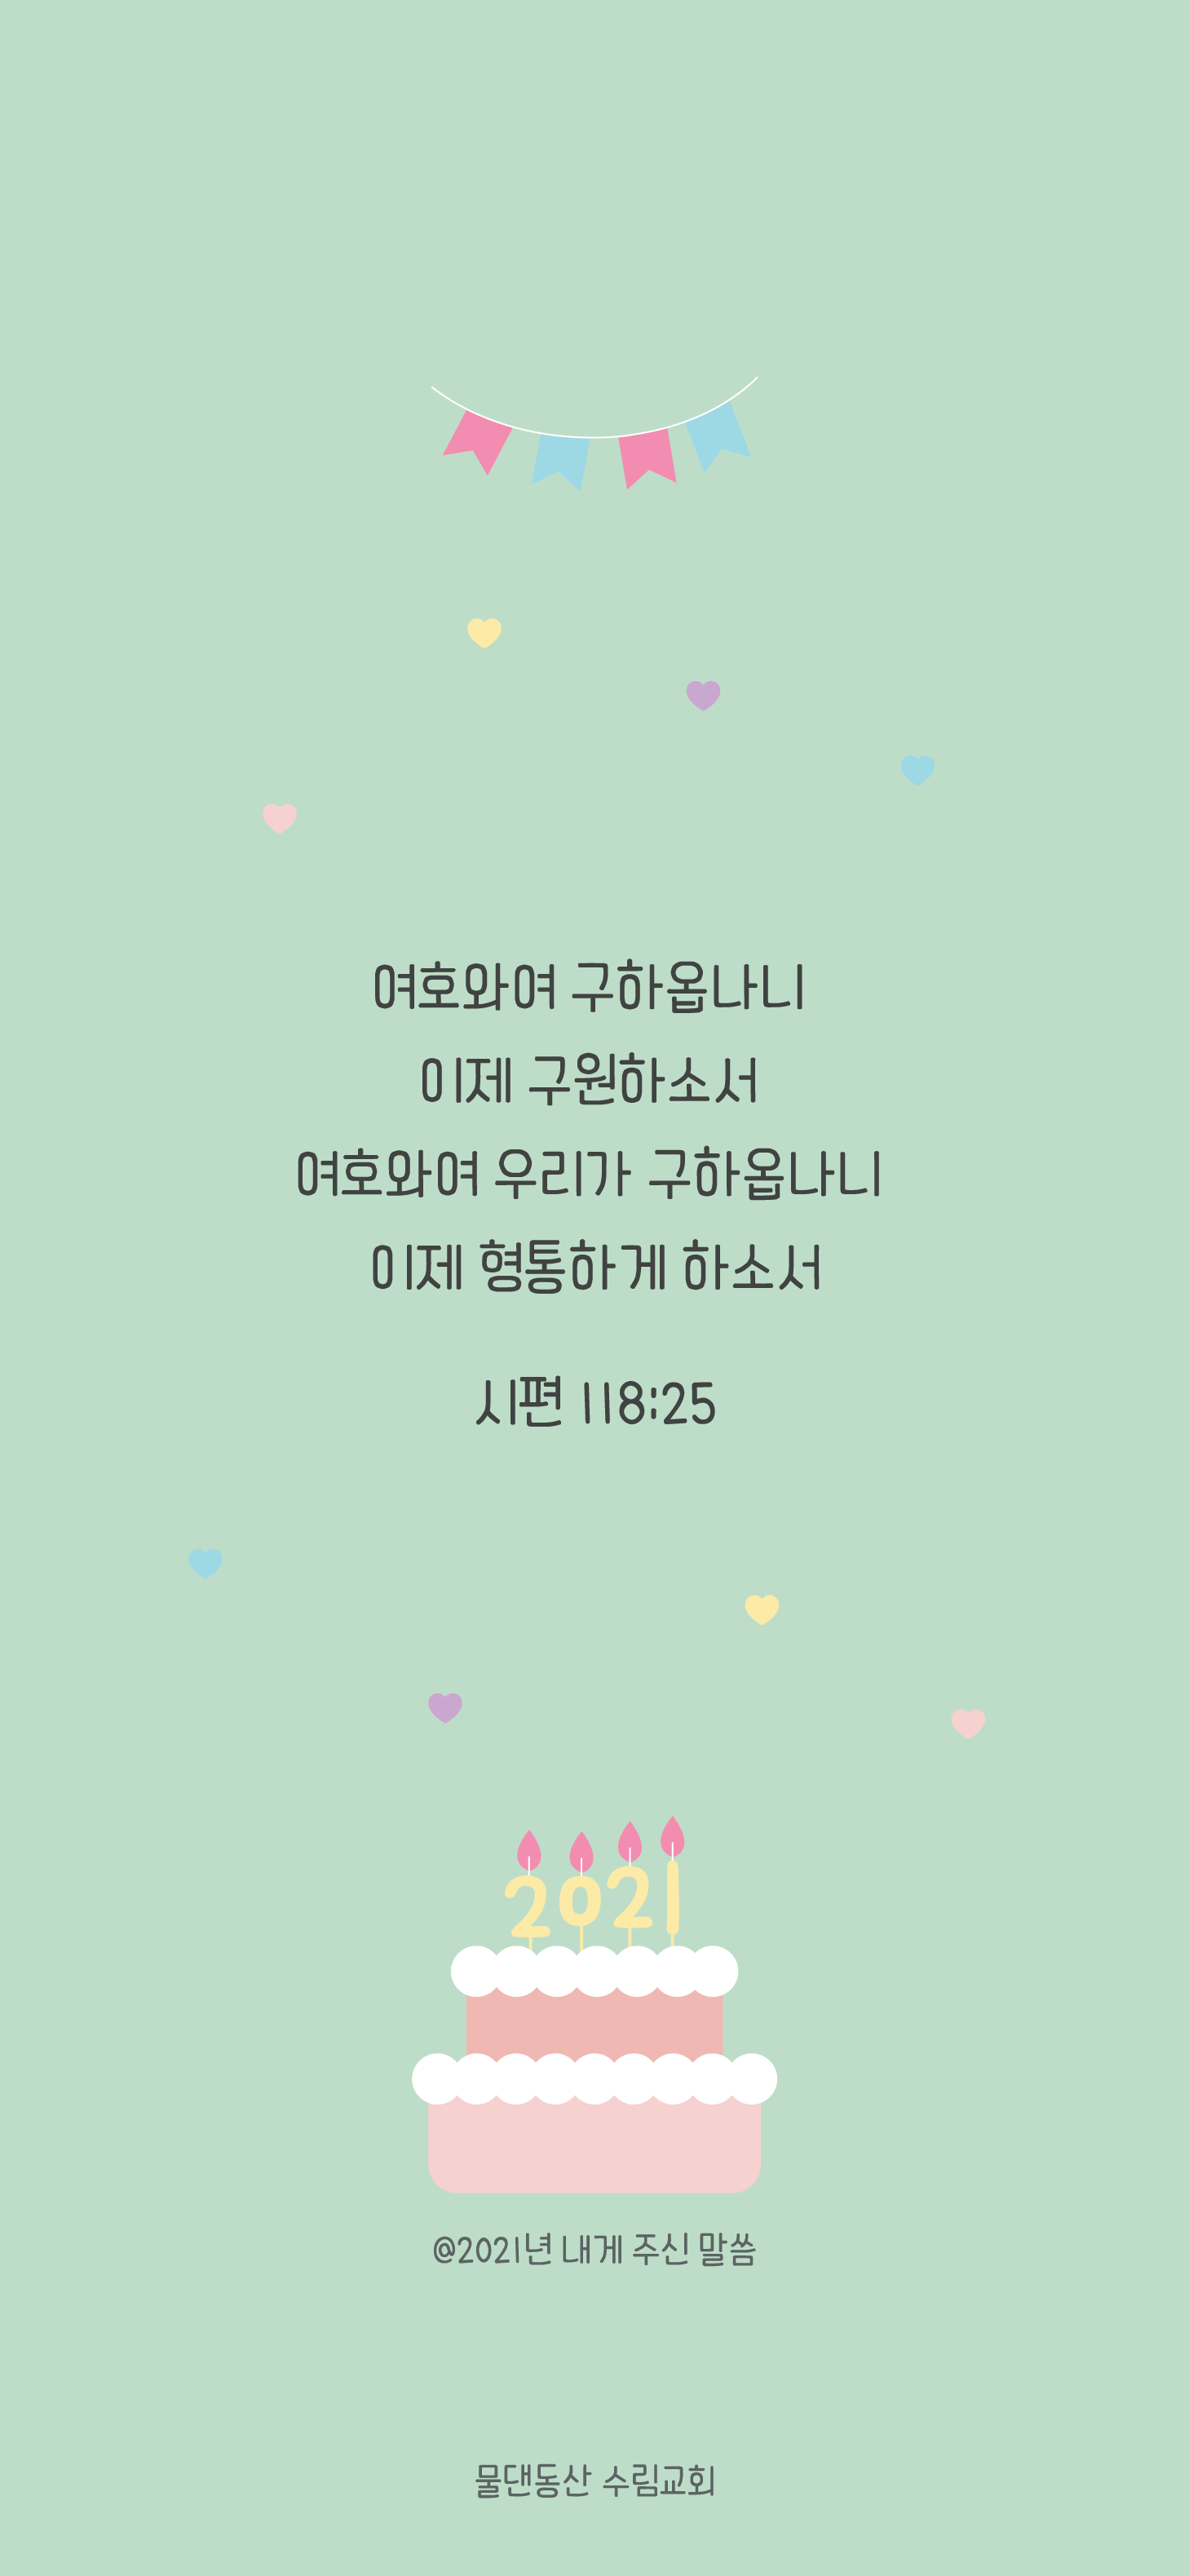 여호와여 구하옵나니
이제 구원하소서
여호와여 우리가 구하옵나니
이제 형통하게 하소서
시편 118:25
2021
@2021년 내게 주신 말씀
물댄동산 수림교회